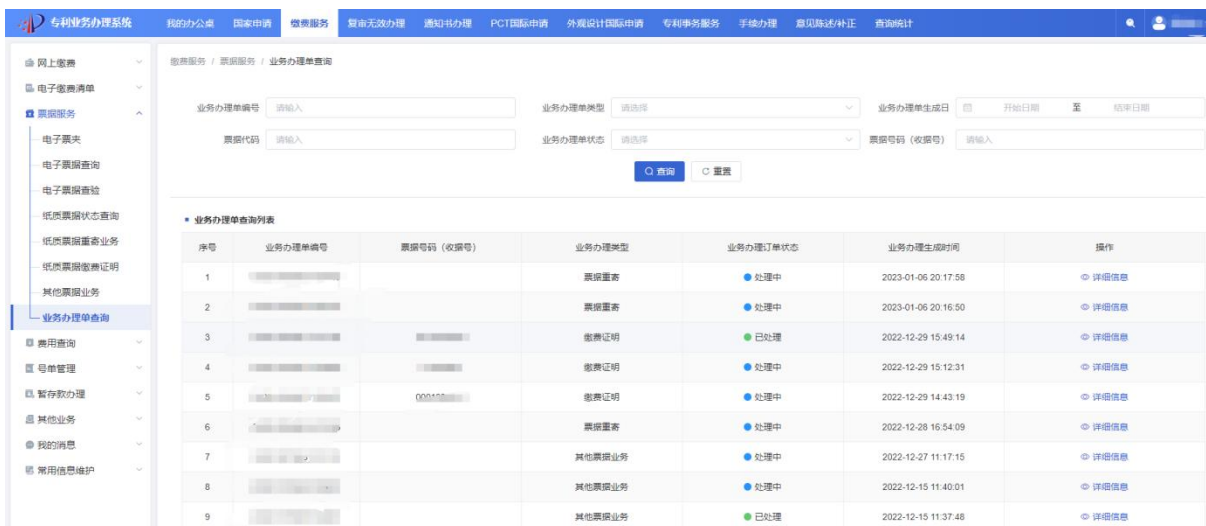 专利业务办理系统 我的办公桌 国家申请 缴费服务 复审无效办理 通知书办理 PCT国际申请 外观设计国际申请 专利事务服务 手续办理 意见陈述/补正 查询统计
网上缴费
电子缴费清单
票据服务
电子票夹
电子票据查询
电子票据查验
纸质票据状态查询
纸质票据重寄业务
纸质票据缴费证明
其他票据业务
业务办理单查询
费用查询
号单管理
暂存款办理
其他业务
我的消息
常用信息维护
缴费服务 / 票据服务 / 业务办理单查询
业务办理单编号 请输入 业务办理单类型 请选择 业务办理单生成日 开始日期 至 结束日期
票据代码 请输入 业务办理单状态 请选择 票据号码（收据号） 请输入
查询 重置
业务办理单查询列表
序号 业务办理单编号 票据号码（收据号） 业务办理类型 业务办理订单状态 业务办理生成时间 操作
1 票据重寄 处理中 2023-01-06 20:17:58 详细信息
2 票据重寄 处理中 2023-01-06 20:16:50 详细信息
3 缴费证明 已处理 2022-12-29 15:49:14 详细信息
4 缴费证明 处理中 2022-12-29 15:12:31 详细信息
5 缴费证明 处理中 2022-12-29 14:43:19 详细信息
6 票据重寄 处理中 2022-12-28 16:54:09 详细信息
7 其他票据业务 处理中 2022-12-27 11:17:15 详细信息
8 其他票据业务 处理中 2022-12-15 11:40:01 详细信息
9 其他票据业务 已处理 2022-12-15 11:37:48 详细信息